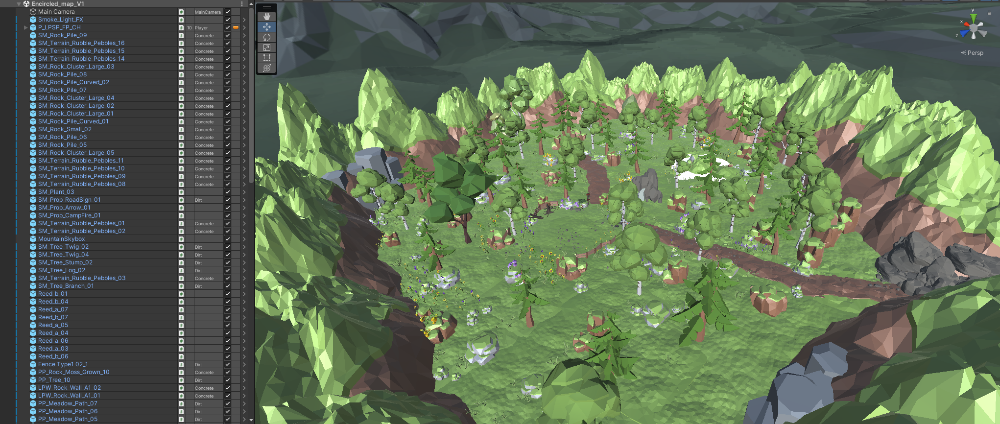 Encircled_map_V1
Main Camera MainCamera
Smoke_Light_FX
P_LPSP_FP_CH 10 Player
SM_Rock_Pile_09 Concrete
SM_Terrain_Rubble_Pebbles_16 Concrete
SM_Terrain_Rubble_Pebbles_15 Concrete
SM_Terrain_Rubble_Pebbles_14 Concrete
SM_Rock_Cluster_Large_03 Concrete
SM_Rock_Pile_08 Concrete
SM_Rock_Pile_Curved_02 Concrete
SM_Rock_Pile_07 Concrete
SM_Rock_Cluster_Large_04 Concrete
SM_Rock_Cluster_Large_02 Concrete
SM_Rock_Cluster_Large_01 Concrete
SM_Rock_Pile_Curved_01 Concrete
SM_Rock_Small_02 Concrete
SM_Rock_Pile_06 Concrete
SM_Rock_Pile_05 Concrete
SM_Rock_Cluster_Large_05 Concrete
SM_Terrain_Rubble_Pebbles_11 Concrete
SM_Terrain_Rubble_Pebbles_10 Concrete
SM_Terrain_Rubble_Pebbles_09 Concrete
SM_Terrain_Rubble_Pebbles_08 Concrete
SM_Plant_03
SM_Prop_RoadSign_01 Dirt
SM_Prop_Arrow_01
SM_Prop_CampFire_01
SM_Terrain_Rubble_Pebbles_01 Concrete
SM_Terrain_Rubble_Pebbles_02 Concrete
MountainSkybox
SM_Tree_Twig_02 Dirt
SM_Tree_Twig_04 Dirt
SM_Tree_Stump_02 Dirt
SM_Tree_Log_02 Dirt
SM_Terrain_Rubble_Pebbles_03 Concrete
SM_Tree_Branch_01 Dirt
Reed_b_01
Reed_b_04
Reed_a_07
Reed_b_07
Reed_a_05
Reed_a_04
Reed_a_06
Reed_a_03
Reed_b_06
Fence Type1 02_1 Dirt
PP_Rock_Moss_Grown_10 Concrete
PP_Tree_10 Dirt
LPW_Rock_Wall_A1_02 Concrete
LPW_Rock_Wall_A1_01 Concrete
PP_Meadow_Path_07 Dirt
PP_Meadow_Path_06 Dirt
PP_Meadow_Path_05 Dirt
y
x
z
Persp